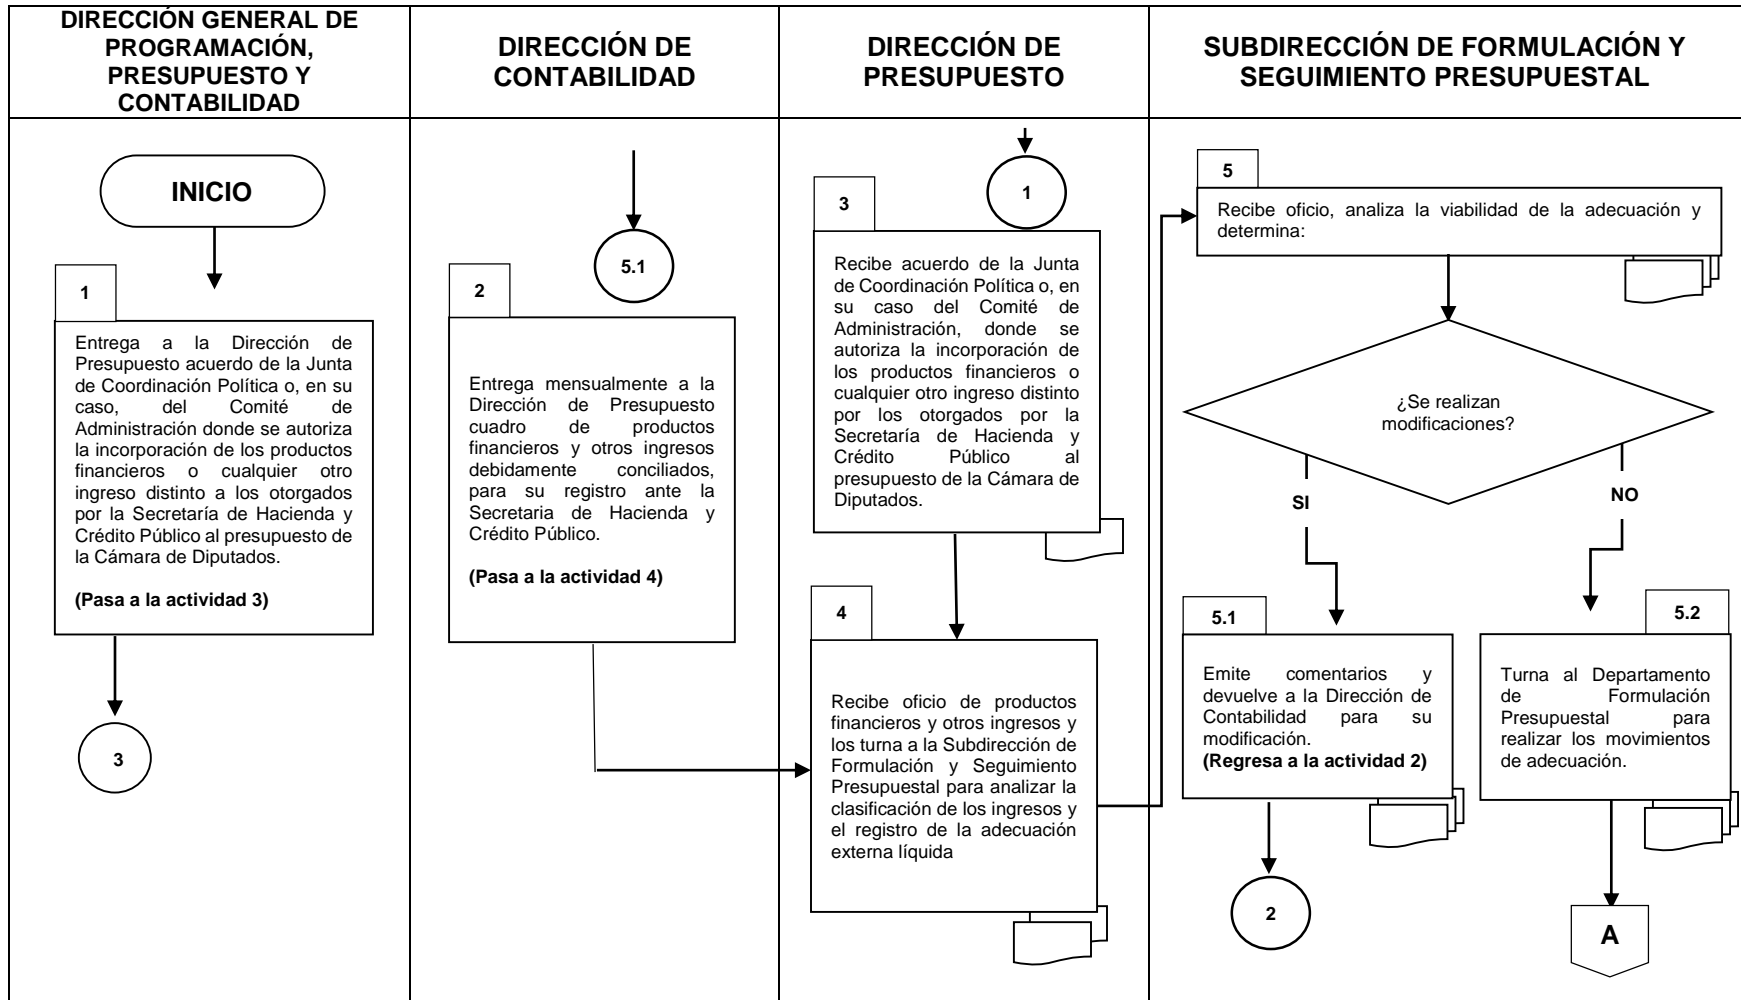 DIRECCIÓN GENERAL DE
PROGRAMACIÓN,
PRESUPUESTO Y
CONTABILIDAD
DIRECCIÓN DE
CONTABILIDAD
DIRECCIÓN DE
PRESUPUESTO
SUBDIRECCIÓN DE FORMULACIÓN Y
SEGUIMIENTO PRESUPUESTAL
INICIO
1
Entrega a la Dirección de
Presupuesto acuerdo de la Junta
de Coordinación Política o, en su
caso, del Comité de
Administración donde se autoriza
la incorporación de los productos
financieros o cualquier otro
ingreso distinto a los otorgados
por la Secretaría de Hacienda y
Crédito Público al presupuesto de
la Cámara de Diputados.
(Pasa a la actividad 3)
3
5.1
2
Entrega mensualmente a la
Dirección de Presupuesto
cuadro de productos
financieros y otros ingresos
debidamente conciliados,
para su registro ante la
Secretaria de Hacienda y
Crédito Público.
(Pasa a la actividad 4)
1
3
Recibe acuerdo de la Junta
de Coordinación Política o, en
su caso del Comité de
Administración, donde se
autoriza la incorporación de
los productos financieros o
cualquier otro ingreso distinto
por los otorgados por la
Secretaría de Hacienda y
Crédito Público al
presupuesto de la Cámara de
Diputados.
4
Recibe oficio de productos
financieros y otros ingresos y
los turna a la Subdirección de
Formulación y Seguimiento
Presupuestal para analizar la
clasificación de los ingresos y
el registro de la adecuación
externa líquida
5
Recibe oficio, analiza la viabilidad de la adecuación y
determina:
¿Se realizan
modificaciones?
SI
NO
5.1
Emite comentarios y
devuelve a la Dirección de
Contabilidad para su
modificación.
(Regresa a la actividad 2)
2
5.2
Turna al Departamento
de Formulación
Presupuestal para
realizar los movimientos
de adecuación.
A